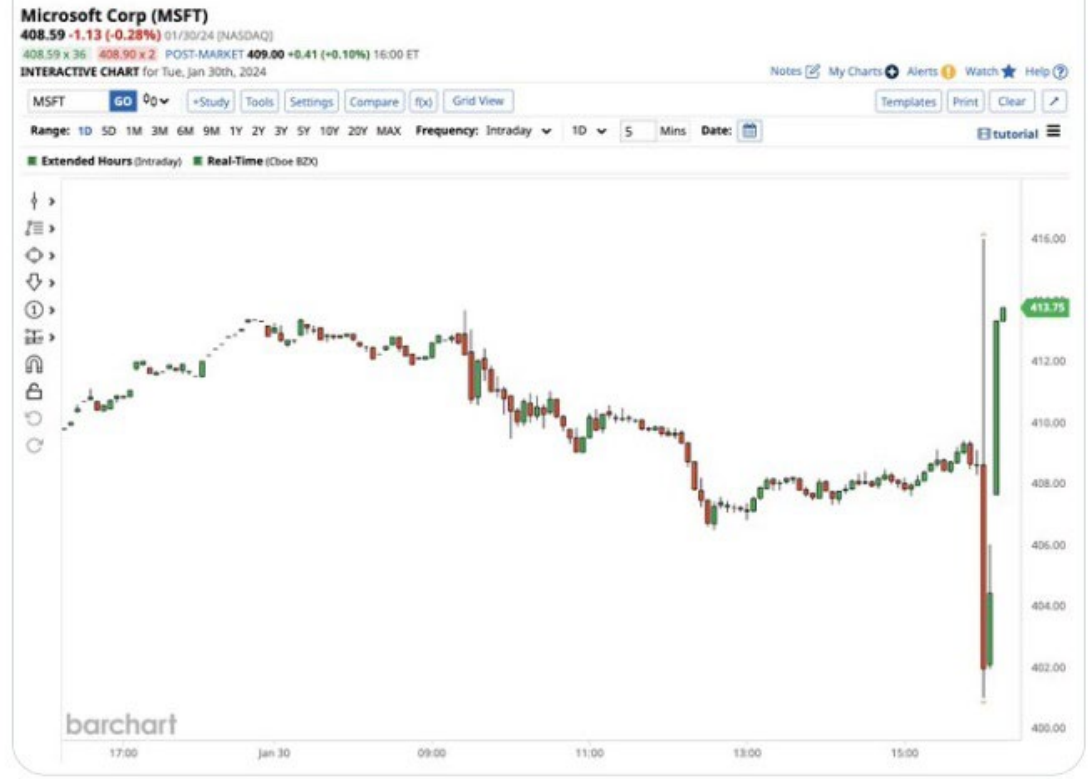 Microsoft Corp (MSFT)
408.59 -1.13 (-0.28%) 01/30/24 [NASDAQ]
408.59 x 36 408.90 x 2 POST-MARKET 409.00 +0.41 (+0.10%) 16:00 ET
INTERACTIVE CHART for Tue, Jan 30th, 2024
Notes My Charts Alerts Watch Help
MSFT GO +Study Tools Settings Compare f(x) Grid View Templates Print Clear
Range: 1D 5D 1M 3M 6M 9M 1Y 2Y 3Y 5Y 10Y 20Y MAX Frequency: Intraday 1D 5 Mins Date:
tutorial
Extended Hours (Intraday) Real-Time (Cboe BZX)
416.00
413.75
412.00
410.00
408.00
406.00
404.00
402.00
400.00
barchart
17:00 Jan 30 09:00 11:00 13:00 15:00